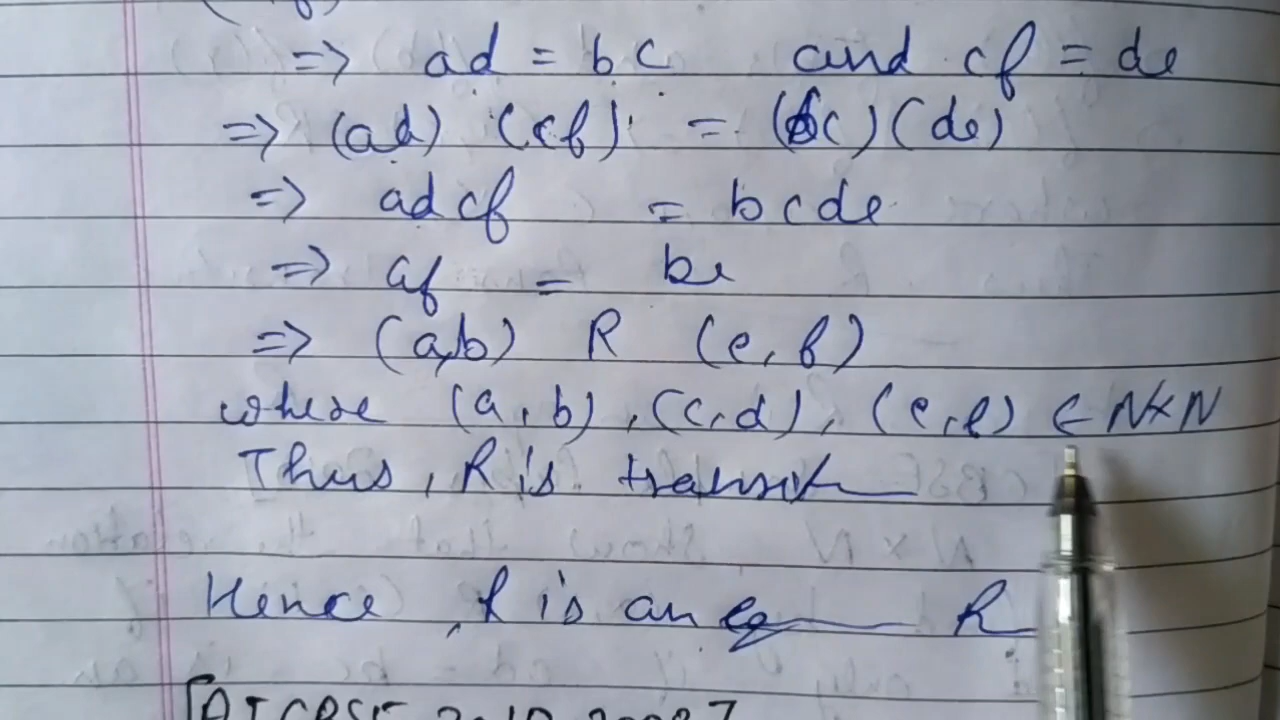 => ad = bc and cf = de
=> (ad) (cf) = (bc) (de)
=> adcf = bcde
=> af = be
=> (a,b) R (e,f)
where (a,b), (c,d), (e,f) ∈ N×N
Thus, R is transit
Hence, R is an eq R